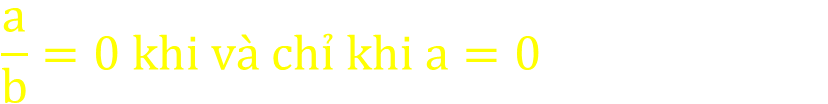 a/b = 0 khi và chỉ khi a = 0